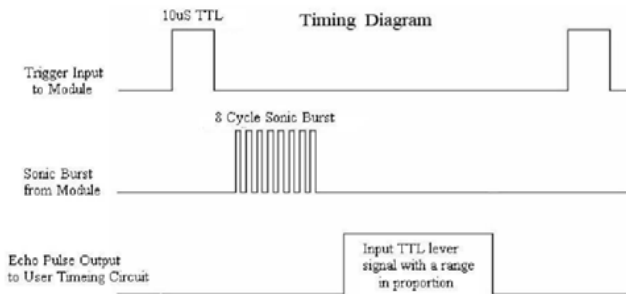 10uS TTL
Timing Diagram
Trigger Input
to Module
8 Cycle Sonic Burst
Sonic Burst
from Module
Echo Pulse Output
to User Timeing Circuit
Input TTL lever
signal with a range
in proportion